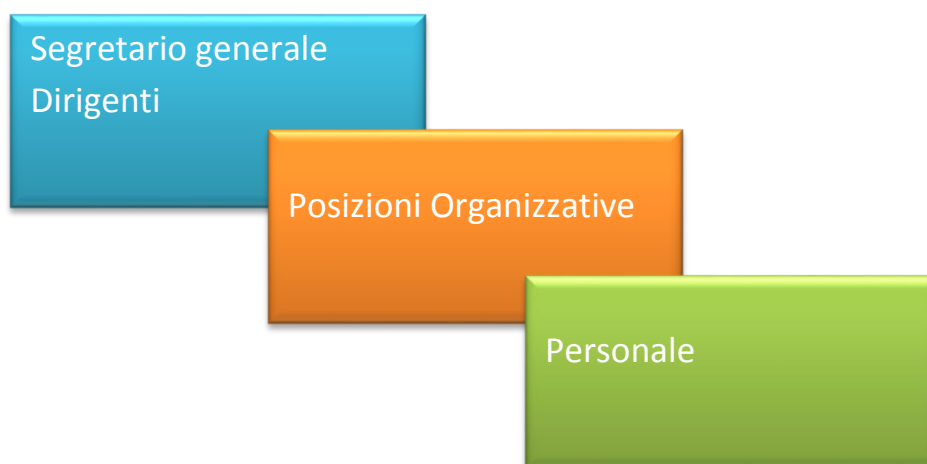 Segretario generale
Dirigenti
Posizioni Organizzative
Personale